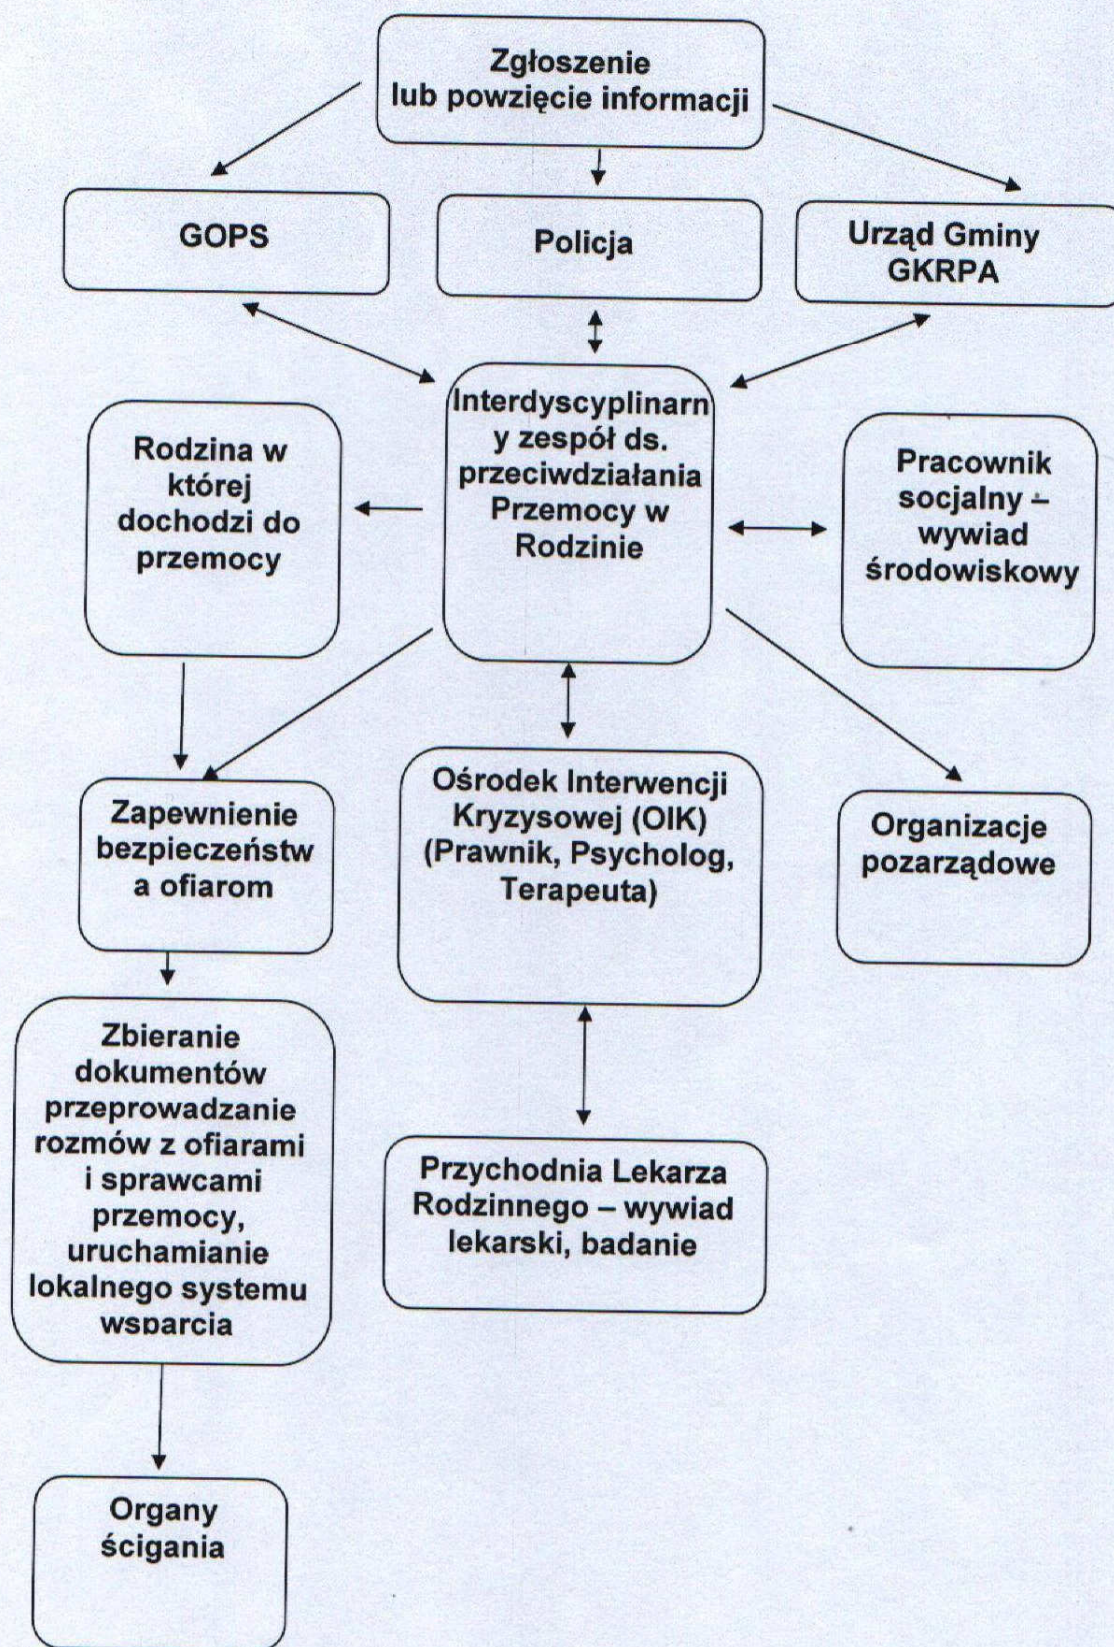 Zgłoszenie
lub powzięcie informacji
GOPS
Policja
Urząd Gminy
GKRPA
Rodzina w
której
dochodzi do
przemocy
Interdyscyplinarn
y zespół ds.
przeciwdziałania
Przemocy w
Rodzinie
Pracownik
socjalny –
wywiad
środowiskowy
Zapewnienie
bezpieczeństw
a ofiarom
Ośrodek Interwencji
Kryzysowej (OIK)
(Prawnik, Psycholog,
Terapeuta)
Organizacje
pozarządowe
Zbieranie
dokumentów
przeprowadzanie
rozmów z ofiarami
i sprawcami
przemocy,
uruchamianie
lokalnego systemu
wsparcia
Przychodnia Lekarza
Rodzinnego – wywiad
lekarski, badanie
Organy
ścigania